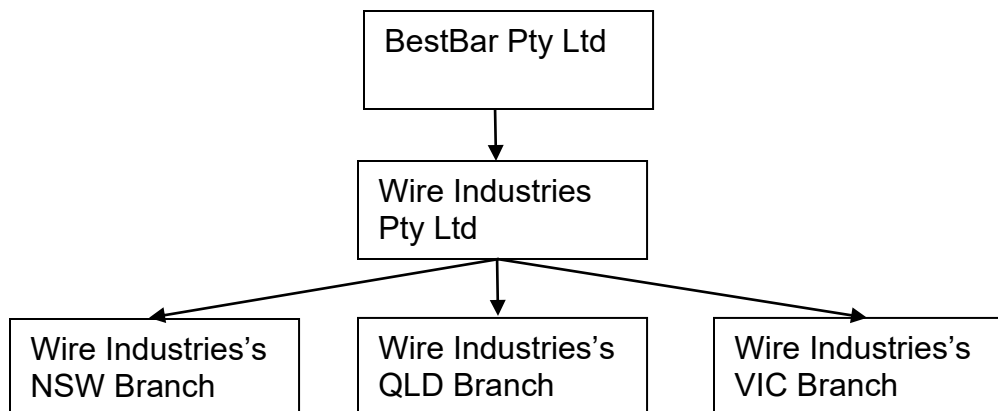 BestBar Pty Ltd
Wire Industries
Pty Ltd
Wire Industries's
NSW Branch
Wire Industries's
QLD Branch
Wire Industries's
VIC Branch